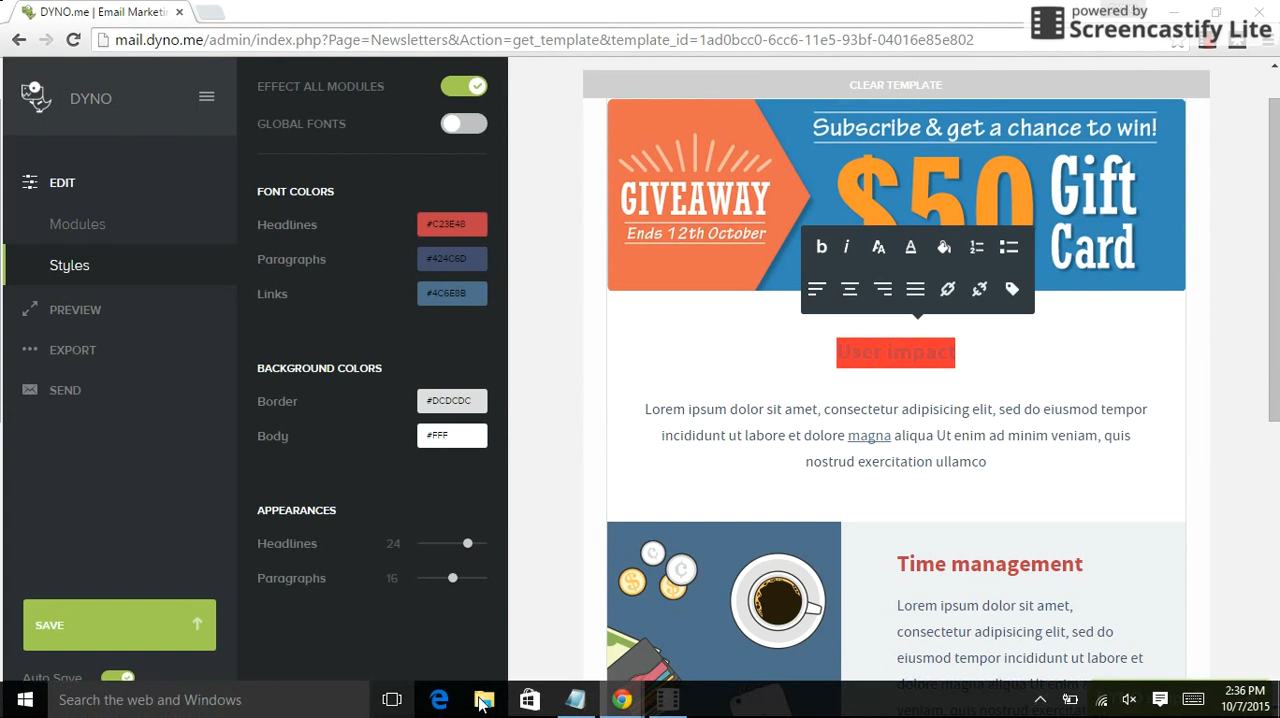 DYNO.me | Email Marketi
powered by
Screencastify Lite
mail.dyno.me/admin/index.php?Page=Newsletters&Action=get_template&template_id=1ad0bcc0-6cc6-11e5-93bf-04016e85e802
DYNO
EDIT
Modules
Styles
PREVIEW
EXPORT
SEND
SAVE
Auto Save
EFFECT ALL MODULES
GLOBAL FONTS
FONT COLORS
Headlines #C23E48
Paragraphs #424C6D
Links #4C6E8B
BACKGROUND COLORS
Border #DCDCDC
Body #FFF
APPEARANCES
Headlines 24
Paragraphs 16
CLEAR TEMPLATE
GIVEAWAY
Ends 12th October
Subscribe & get a chance to win!
$50 Gift
Card
User impact
Lorem ipsum dolor sit amet, consectetur adipisicing elit, sed do eiusmod tempor
incididunt ut labore et dolore magna aliqua Ut enim ad minim veniam, quis
nostrud exercitation ullamco
Time management
Lorem ipsum dolor sit amet,
consectetur adipisicing elit, sed do
eiusmod tempor incididunt ut labore et
Search the web and Windows
2:36 PM
10/7/2015